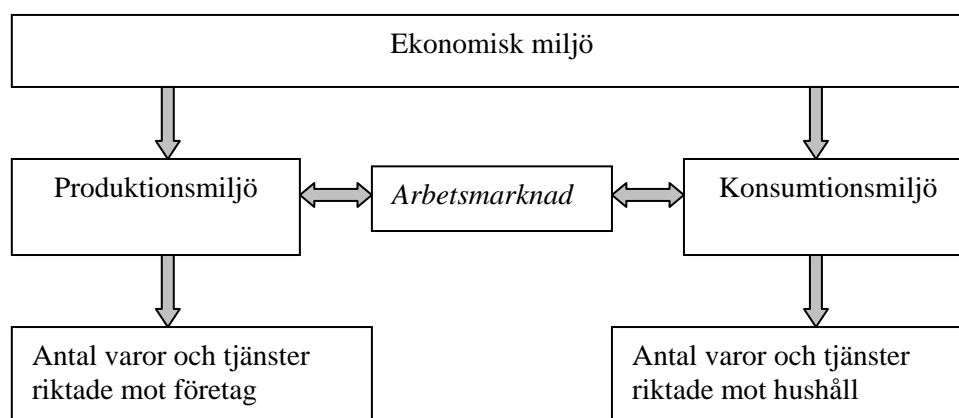 Ekonomisk miljö
Produktionsmiljö
Arbetsmarknad
Konsumtionsmiljö
Antal varor och tjänster
riktade mot företag
Antal varor och tjänster
riktade mot hushåll